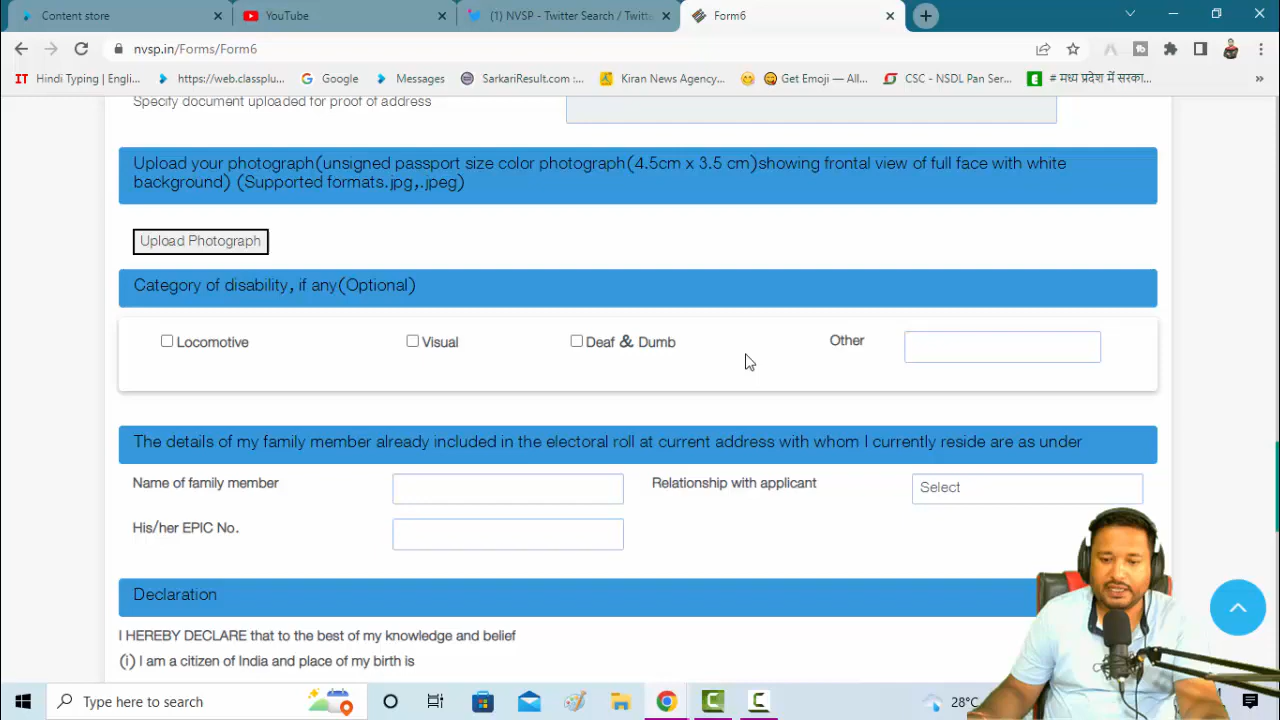 Content store
YouTube
(1) NVSP - Twitter Search / Twitt
Form6
nvsp.in/Forms/Form6
IT Hindi Typing | Engli...
https://web.classplu...
Google
Messages
SarkariResult.com :...
Kiran News Agency...
Get Emoji — All...
CSC - NSDL Pan Ser...
# मध्य प्रदेश में सरका...
»
Specify document uploaded for proof of address
Upload your photograph(unsigned passport size color photograph(4.5cm x 3.5 cm)showing frontal view of full face with white
background) (Supported formats.jpg,.jpeg)
Upload Photograph
Category of disability, if any(Optional)
Locomotive
Visual
Deaf & Dumb
Other
The details of my family member already included in the electoral roll at current address with whom I currently reside are as under
Name of family member
Relationship with applicant
Select
His/her EPIC No.
Declaration
I HEREBY DECLARE that to the best of my knowledge and belief
(i) I am a citizen of India and place of my birth is
Type here to search
28°C